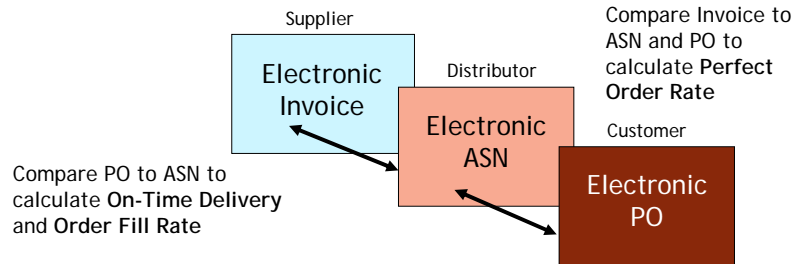 Supplier
Electronic
Invoice
Distributor
Electronic
ASN
Compare Invoice to
ASN and PO to
calculate Perfect
Order Rate
Customer
Electronic
PO
Compare PO to ASN to
calculate On-Time Delivery
and Order Fill Rate